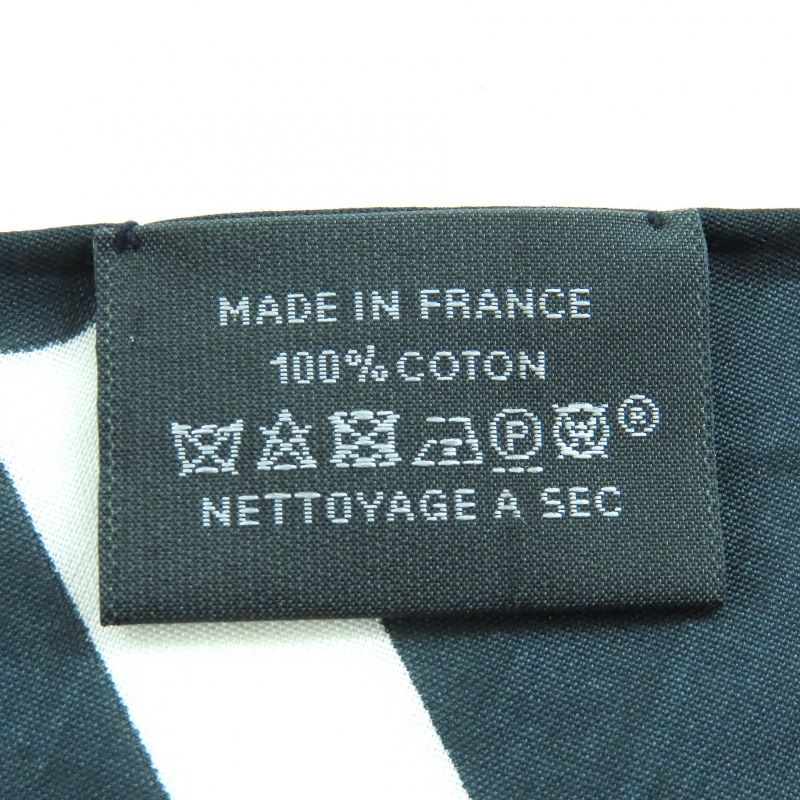 MADE IN FRANCE
100% COTON
P W ®
NETTOYAGE A SEC